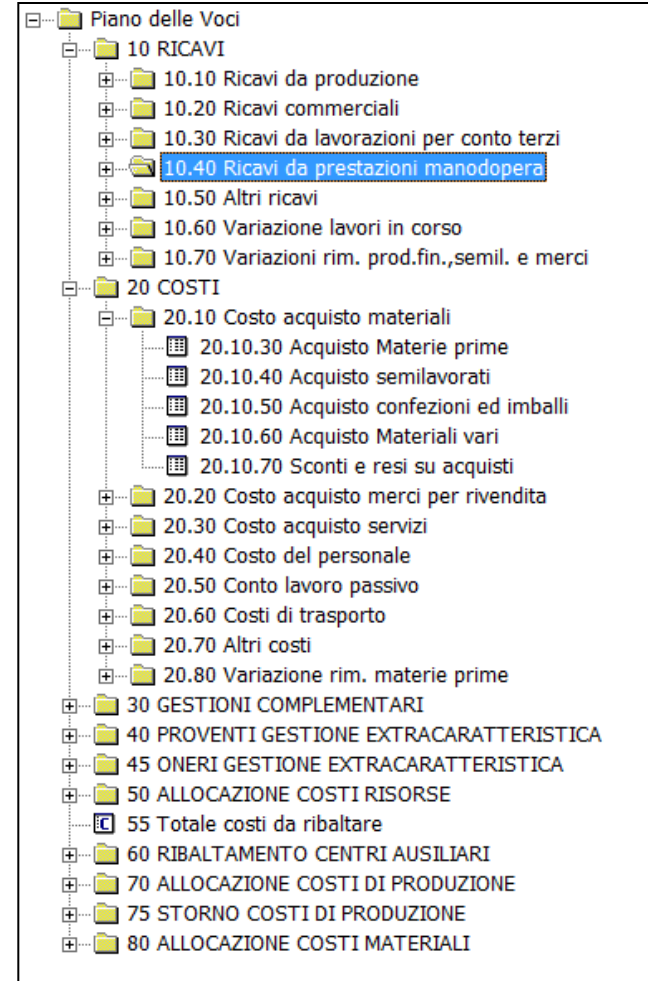 Piano delle Voci
10 RICAVI
10.10 Ricavi da produzione
10.20 Ricavi commerciali
10.30 Ricavi da lavorazioni per conto terzi
10.40 Ricavi da prestazioni manodopera
10.50 Altri ricavi
10.60 Variazione lavori in corso
10.70 Variazioni rim. prod.fin.,semil. e merci
20 COSTI
20.10 Costo acquisto materiali
20.10.30 Acquisto Materie prime
20.10.40 Acquisto semilavorati
20.10.50 Acquisto confezioni ed imballi
20.10.60 Acquisto Materiali vari
20.10.70 Sconti e resi su acquisti
20.20 Costo acquisto merci per rivendita
20.30 Costo acquisto servizi
20.40 Costo del personale
20.50 Conto lavoro passivo
20.60 Costi di trasporto
20.70 Altri costi
20.80 Variazione rim. materie prime
30 GESTIONI COMPLEMENTARI
40 PROVENTI GESTIONE EXTRACARATTERISTICA
45 ONERI GESTIONE EXTRACARATTERISTICA
50 ALLOCAZIONE COSTI RISORSE
C 55 Totale costi da ribaltare
60 RIBALTAMENTO CENTRI AUSILIARI
70 ALLOCAZIONE COSTI DI PRODUZIONE
75 STORNO COSTI DI PRODUZIONE
80 ALLOCAZIONE COSTI MATERIALI